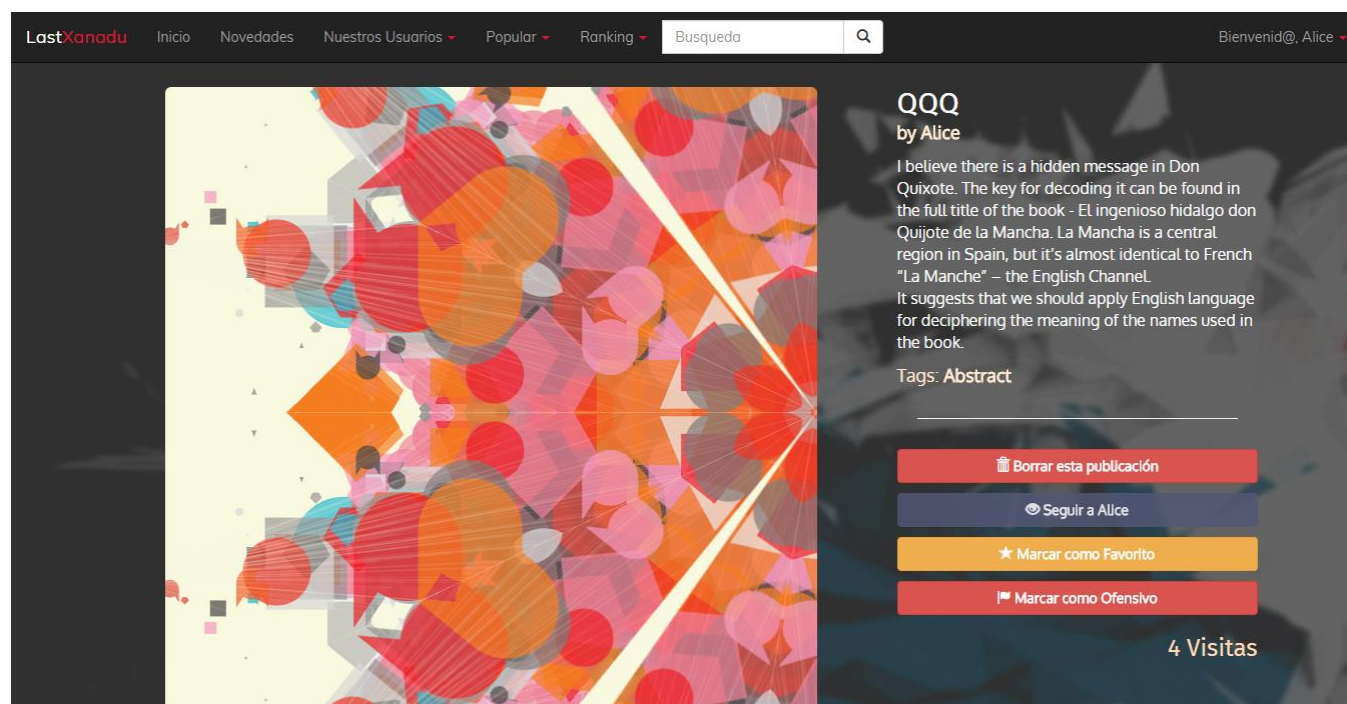 LastXanadu Inicio Novedades Nuestros Usuarios Popular Ranking Busqueda Bienvenid@, Alice
QQQ
by Alice
I believe there is a hidden message in Don
Quixote. The key for decoding it can be found in
the full title of the book - El ingenioso hidalgo don
Quijote de la Mancha. La Mancha is a central
region in Spain, but it's almost identical to French
“La Manche” – the English Channel.
It suggests that we should apply English language
for deciphering the meaning of the names used in
the book.
Tags: Abstract
Borrar esta publicación
Seguir a Alice
Marcar como Favorito
Marcar como Ofensivo
4 Visitas